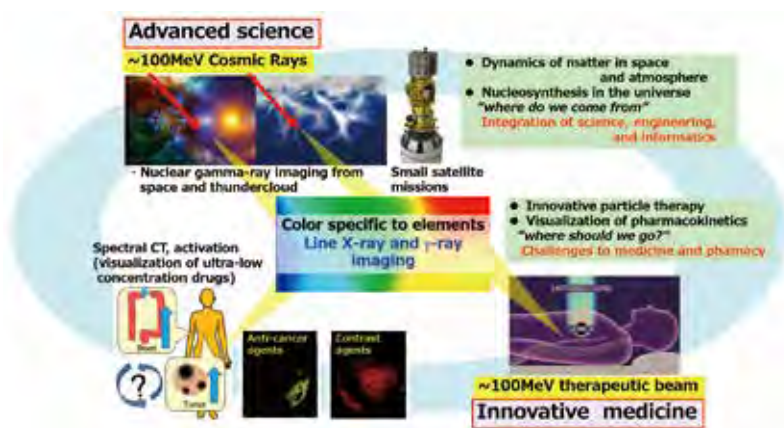 Advanced science
~100MeV Cosmic Rays
- Nuclear gamma-ray imaging from
space and thundercloud
Small satellite
missions
● Dynamics of matter in space
and atmosphere
● Nucleosynthesis in the universe
"where do we come from"
Integration of science, engineering,
and informatics
Color specific to elements
Line X-ray and γ-ray
imaging
● Innovative particle therapy
● Visualization of pharmacokinetics
"where should we go?"
Challenges to medicine and phamacy
Spectral CT, activation
(visualization of ultra-low
concentration drugs)
Blood
?
Tumor
Anti-cancer
agents
Contrast
agents
~100MeV therapeutic beam
Innovative medicine